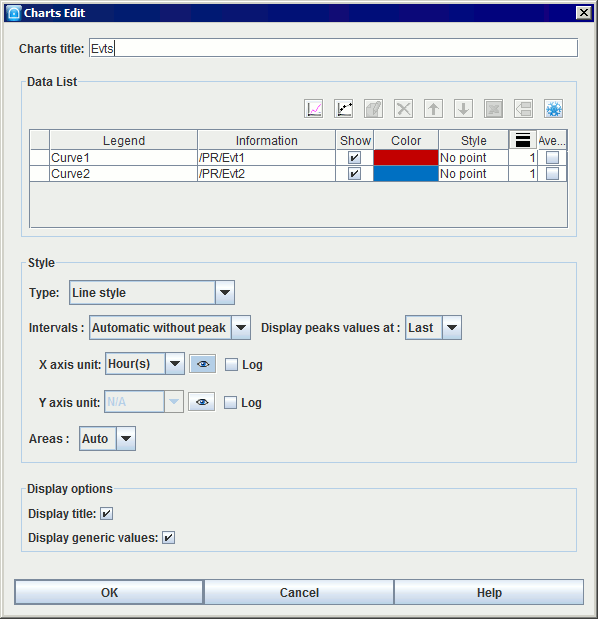 Charts Edit
Charts title: Evts
Data List
Legend Information Show Color Style Ave...
Curve1 /PR/Evt1 No point 1
Curve2 /PR/Evt2 No point 1
Style
Type: Line style
Intervals : Automatic without peak Display peaks values at : Last
X axis unit: Hour(s) Log
Y axis unit: N/A Log
Areas : Auto
Display options
Display title:
Display generic values:
OK Cancel Help